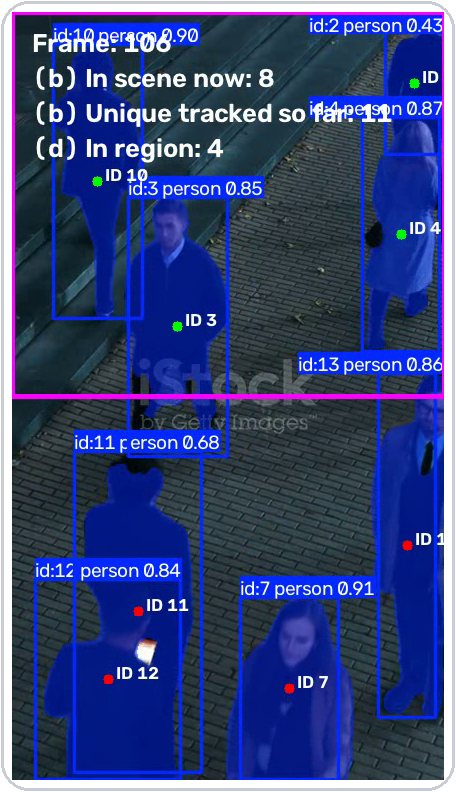 id:10 person 0.90
id:2 person 0.43
Frame: 106
(b) In scene now: 8
ID
(b) Unique tracked so far: 11
id:4 person 0.87
(d) In region: 4
ID 10
id:3 person 0.85
ID 4
ID 3
id:13 person 0.86
iStock
by Getty Images™
id:11 person 0.68
ID 1
id:12 person 0.84
id:7 person 0.91
ID 11
ID 12
ID 7